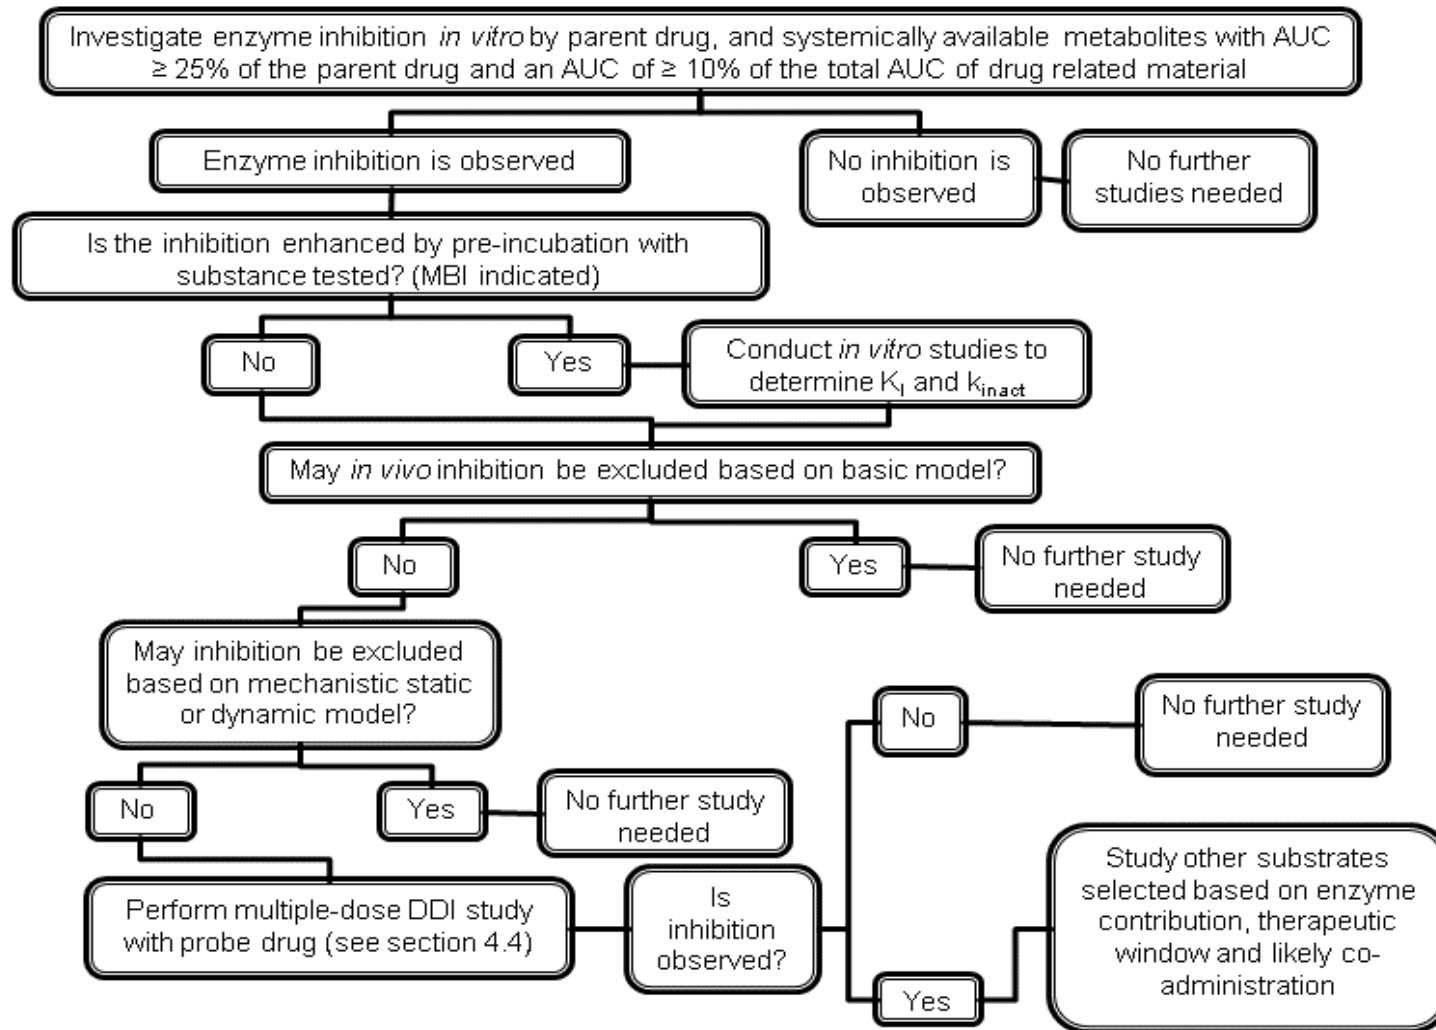 Investigate enzyme inhibition in vitro by parent drug, and systemically available metabolites with AUC
≥ 25% of the parent drug and an AUC of ≥ 10% of the total AUC of drug related material
Enzyme inhibition is observed
No inhibition is
observed
No further
studies needed
Is the inhibition enhanced by pre-incubation with
substance tested? (MBI indicated)
No
Yes
Conduct in vitro studies to
determine KI and kinact
May in vivo inhibition be excluded based on basic model?
No
Yes
No further study
needed
May inhibition be excluded
based on mechanistic static
or dynamic model?
No
Yes
No further study
needed
Perform multiple-dose DDI study
with probe drug (see section 4.4)
Is
inhibition
observed?
No
No further study
needed
Yes
Study other substrates
selected based on enzyme
contribution, therapeutic
window and likely co-
administration